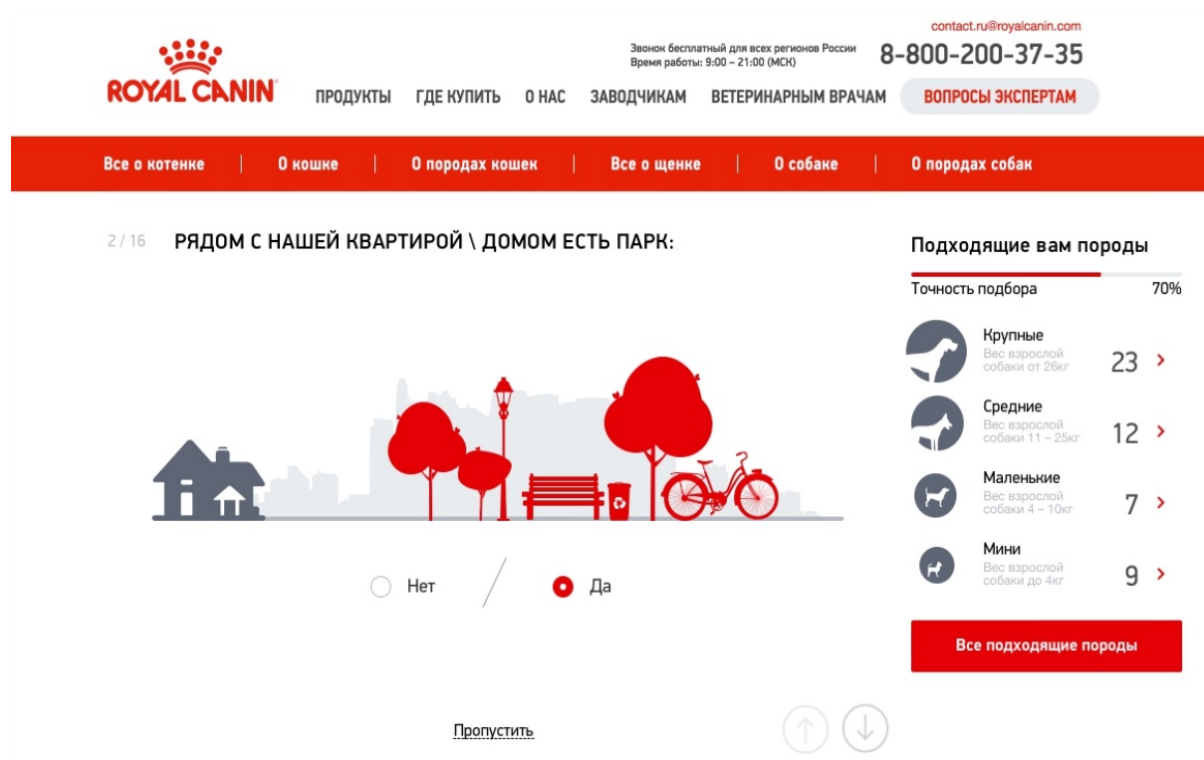 contact.ru@royalcanin.com
Звонок бесплатный для всех регионов России
Время работы: 9:00 – 21:00 (МСК)
8-800-200-37-35
ROYAL CANIN
ПРОДУКТЫ ГДЕ КУПИТЬ О НАС ЗАВОДЧИКАМ ВЕТЕРИНАРНЫМ ВРАЧАМ ВОПРОСЫ ЭКСПЕРТАМ
Все о котенке | О кошке | О породах кошек | Все о щенке | О собаке | О породах собак
2 / 16 РЯДОМ С НАШЕЙ КВАРТИРОЙ \ ДОМОМ ЕСТЬ ПАРК:
Нет / Да
Пропустить
Подходящие вам породы
Точность подбора 70%
Крупные
Вес взрослой
собаки от 26кг
23
Средние
Вес взрослой
собаки 11 – 25кг
12
Маленькие
Вес взрослой
собаки 4 – 10кг
7
Мини
Вес взрослой
собаки до 4кг
9
Все подходящие породы